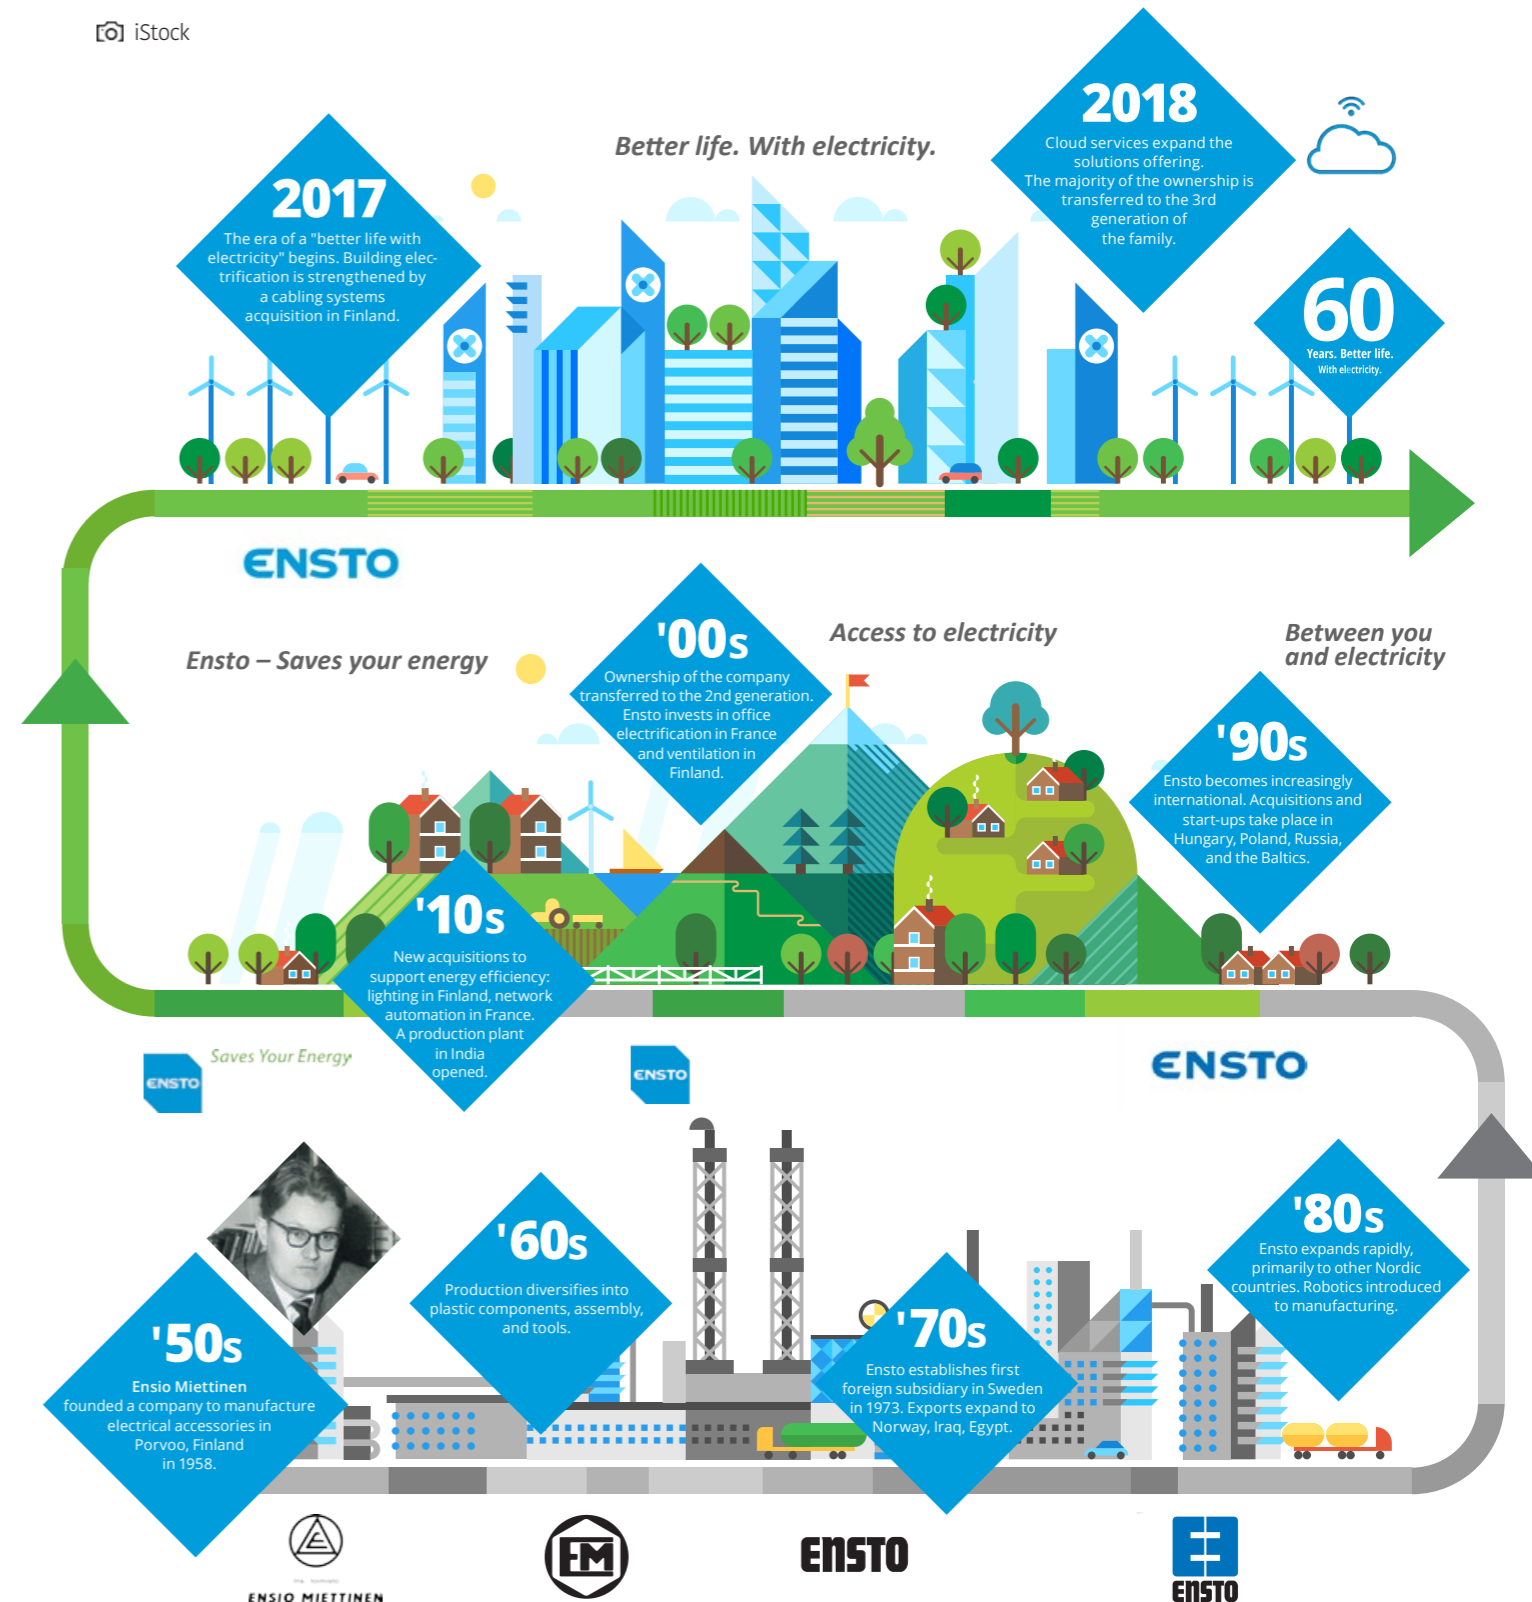 iStock
2018
Cloud services expand the
solutions offering.
The majority of the ownership is
transferred to the 3rd
generation of
the family.
Better life. With electricity.
2017
The era of a "better life with
electricity" begins. Building elec-
trification is strengthened by
a cabling systems
acquisition in Finland.
60
Years. Better life.
With electricity.
ENSTO
'00s
Ownership of the company
transferred to the 2nd generation.
Ensto invests in office
electrification in France
and ventilation in
Finland.
Access to electricity
Between you
and electricity
Ensto – Saves your energy
'90s
Ensto becomes increasingly
international. Acquisitions and
start-ups take place in
Hungary, Poland, Russia,
and the Baltics.
'10s
New acquisitions to
support energy efficiency:
lighting in Finland, network
automation in France.
A production plant
in India
opened.
Saves Your Energy
ENSTO
ENSTO
ENSTO
'50s
Ensio Miettinen
founded a company to manufacture
electrical accessories in
Porvoo, Finland
in 1958.
'60s
Production diversifies into
plastic components, assembly,
and tools.
'70s
Ensto establishes first
foreign subsidiary in Sweden
in 1973. Exports expand to
Norway, Iraq, Egypt.
'80s
Ensto expands rapidly,
primarily to other Nordic
countries. Robotics introduced
to manufacturing.
E
ENSIO MIETTINEN
EM
ENSTO
ENSTO